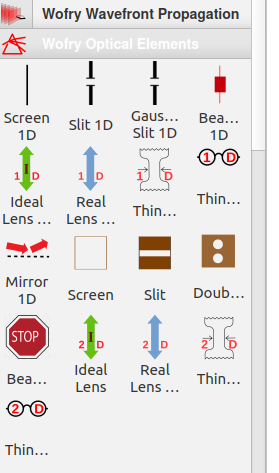 Wofry Wavefront Propagation
Wofry Optical Elements
Screen 1D
Slit 1D
Gaus... Slit 1D
Bea... 1D
1 D
1 D
1 D
1 D
Ideal Lens ...
Real Lens ...
Thin...
Thin...
Mirror 1D
Screen
Slit
Doub...
STOP
2 D
2 D
2 D
Bea...
Ideal Lens
Real Lens ...
Thin...
2 D
Thin...